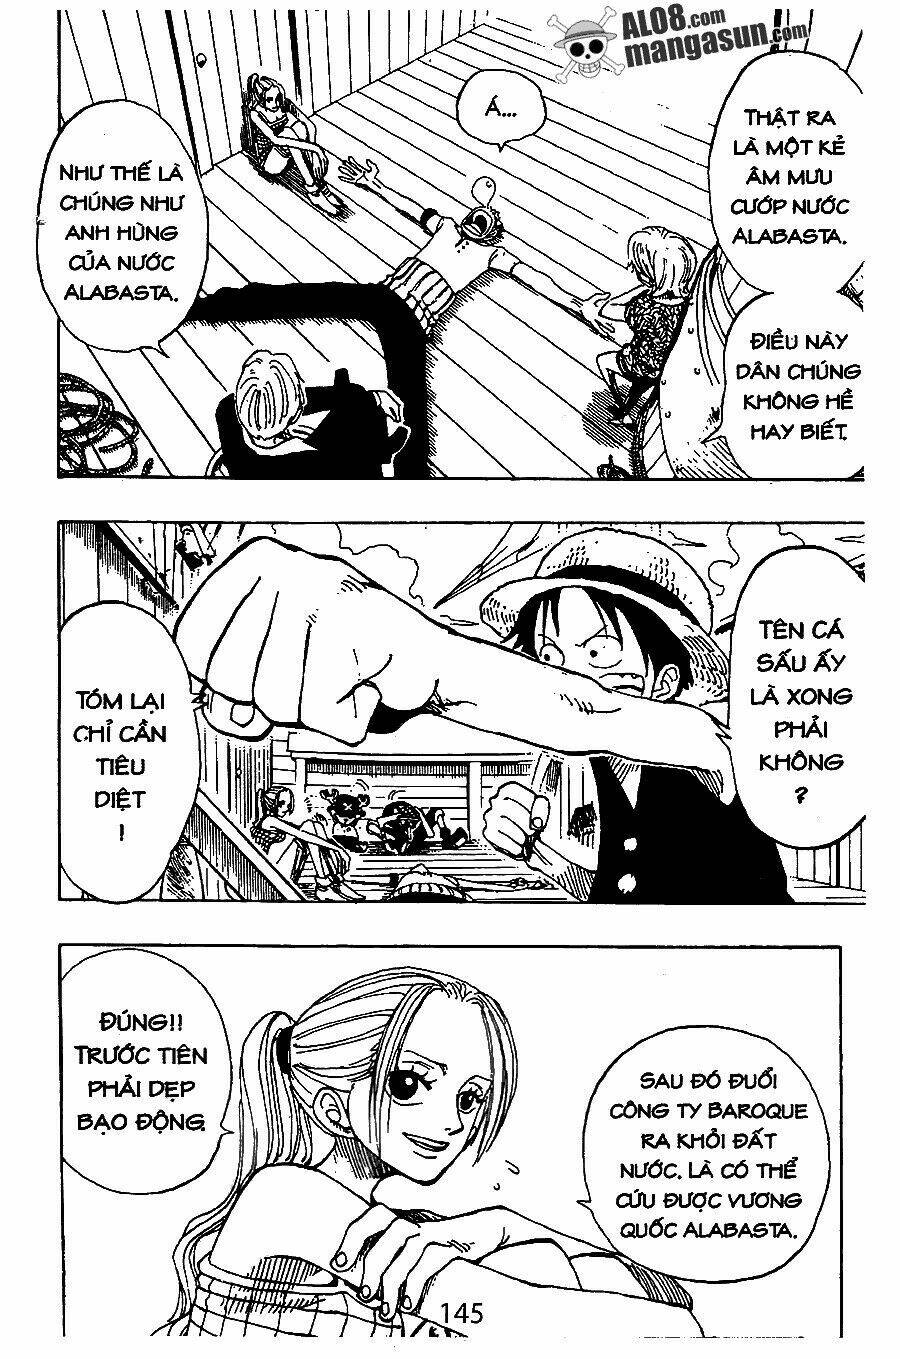 AL08.com
mangasun.com
THẬT RA
LÀ MỘT KẺ
ÂM MƯU
CƯỚP NƯỚC
ALABASTA.
ĐIỀU NÀY
DÂN CHÚNG
KHÔNG HỀ
HAY BIẾT.
Á...
NHƯ THẾ LÀ
CHÚNG NHƯ
ANH HÙNG
CỦA NƯỚC
ALABASTA.
TÊN CÁ
SẤU ẤY
LÀ XONG
PHẢI
KHÔNG
?
TÓM LẠI
CHỈ CẦN
TIÊU
DIỆT
!
ĐÚNG!!
TRƯỚC TIÊN
PHẢI DẸP
BẠO ĐỘNG.
SAU ĐÓ ĐUỔI
CÔNG TY BAROQUE
RA KHỎI ĐẤT
NƯỚC. LÀ CÓ THỂ
CỨU ĐƯỢC VƯƠNG
QUỐC ALABASTA.
145